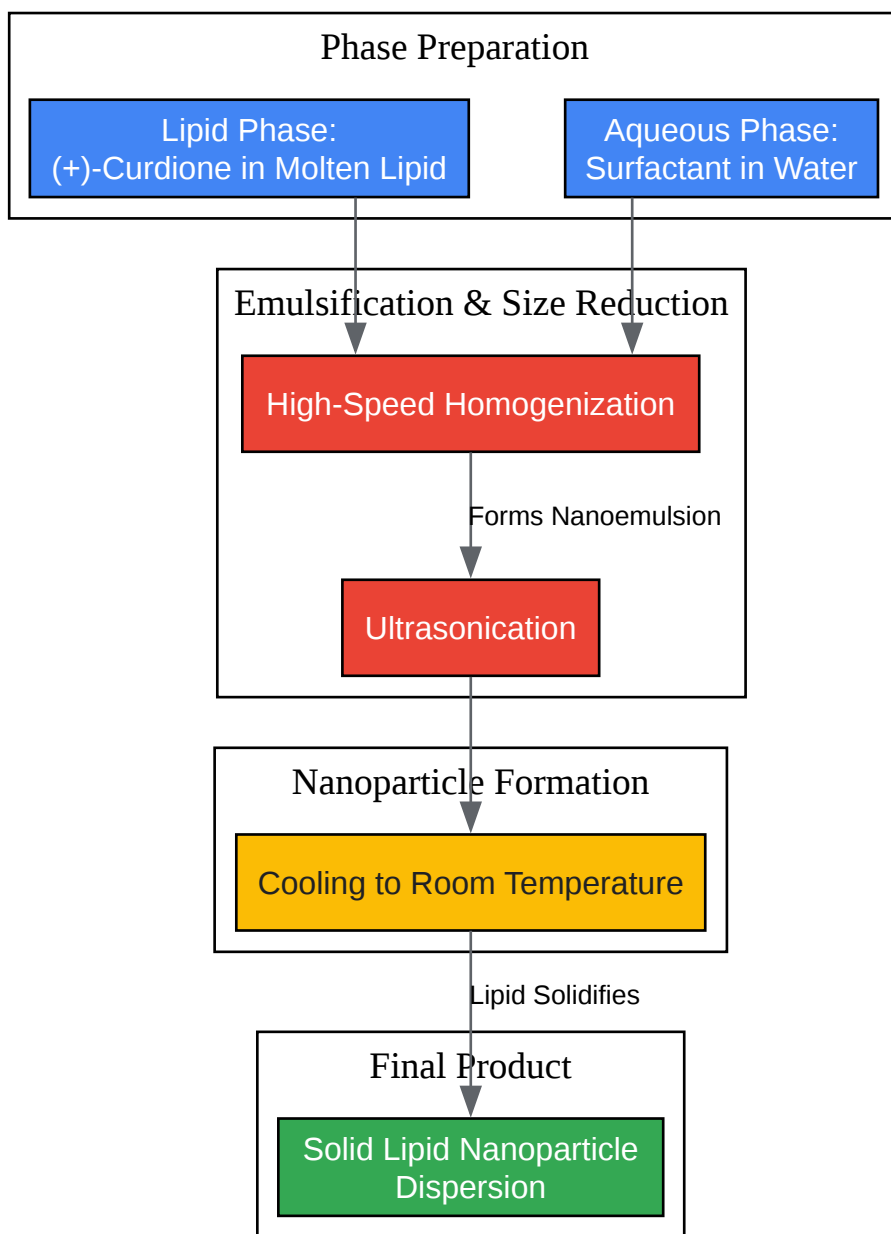 Phase Preparation
Lipid Phase:
(+)-Curdione in Molten Lipid
Aqueous Phase:
Surfactant in Water
Emulsification & Size Reduction
High-Speed Homogenization
Forms Nanoemulsion
Ultrasonication
Nanoparticle Formation
Cooling to Room Temperature
Lipid Solidifies
Final Product
Solid Lipid Nanoparticle
Dispersion